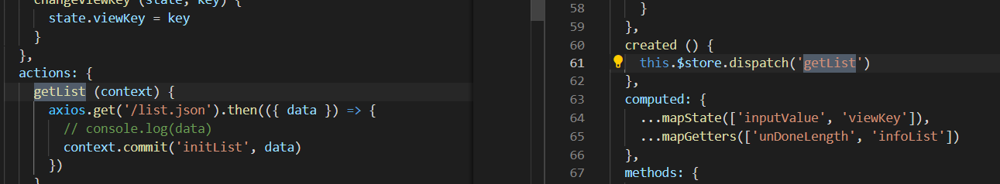 changeViewKey (state, key) {
state.viewKey = key
}
},
actions: {
getList (context) {
axios.get('/list.json').then(({ data }) => {
// console.log(data)
context.commit('initList', data)
})
}
58 }
59 },
60 created () {
61 this.$store.dispatch('getList')
62 },
63 computed: {
64 ...mapState(['inputValue', 'viewKey']),
65 ...mapGetters(['unDoneLength', 'infoList'])
66 },
67 methods: {